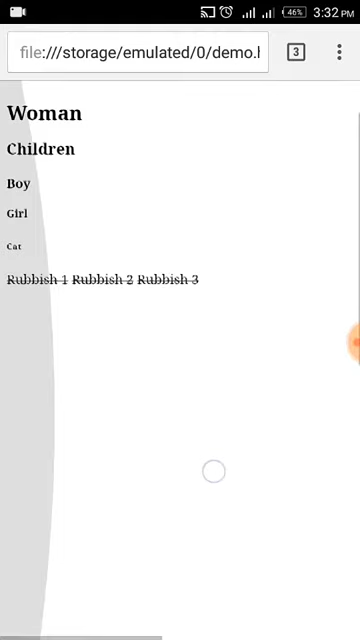 46% 3:32 PM
file:///storage/emulated/0/demo.h
3
Woman
Children
Boy
Girl
Cat
Rubbish 1 Rubbish 2 Rubbish 3